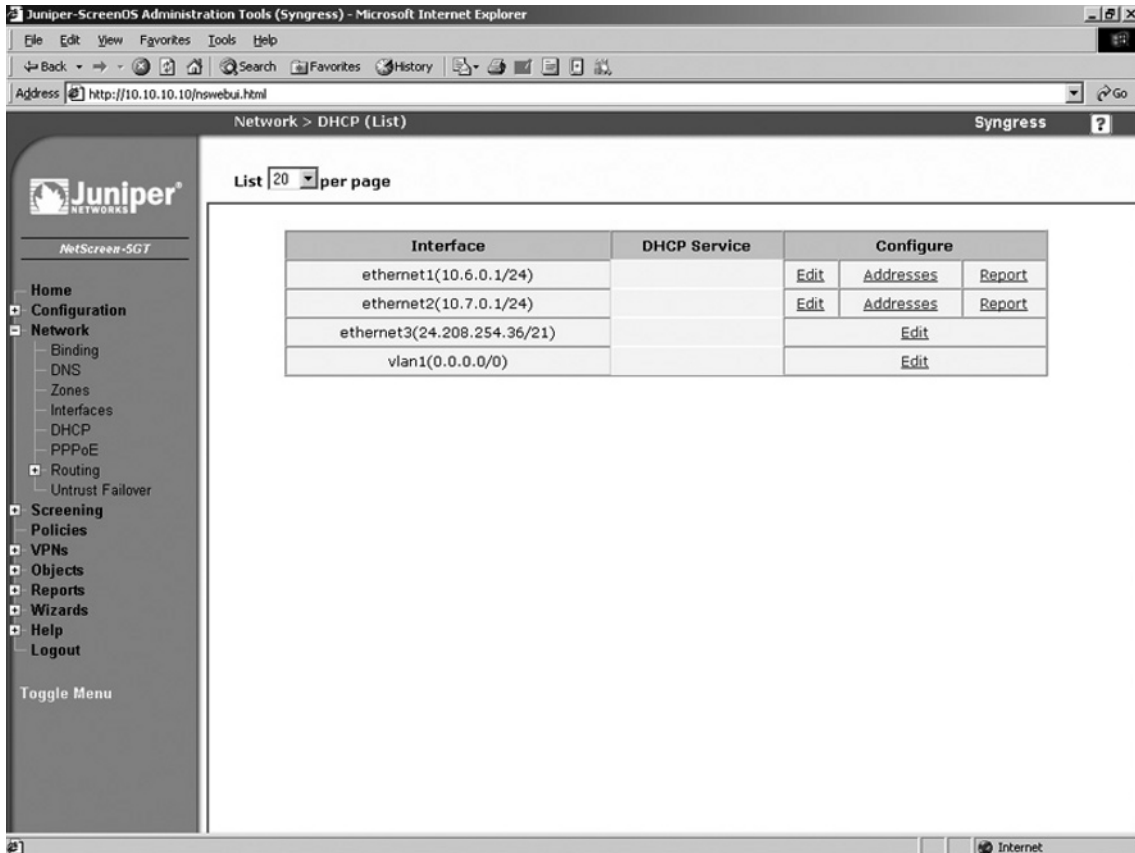 Juniper-ScreenOS Administration Tools (Syngress) - Microsoft Internet Explorer
File Edit View Favorites Tools Help
Back Search Favorites History
Address http://10.10.10.10/nswebui.html Go
Network > DHCP (List) Syngress ?
List 20 per page
Juniper®
NETWORKS
NetScreen-5GT
Interface DHCP Service Configure
ethernet1(10.6.0.1/24) Edit Addresses Report
ethernet2(10.7.0.1/24) Edit Addresses Report
ethernet3(24.208.254.36/21) Edit
vlan1(0.0.0.0/0) Edit
Home
Configuration
Network
Binding
DNS
Zones
Interfaces
DHCP
PPPoE
Routing
Untrust Failover
Screening
Policies
VPNs
Objects
Reports
Wizards
Help
Logout
Toggle Menu
Internet